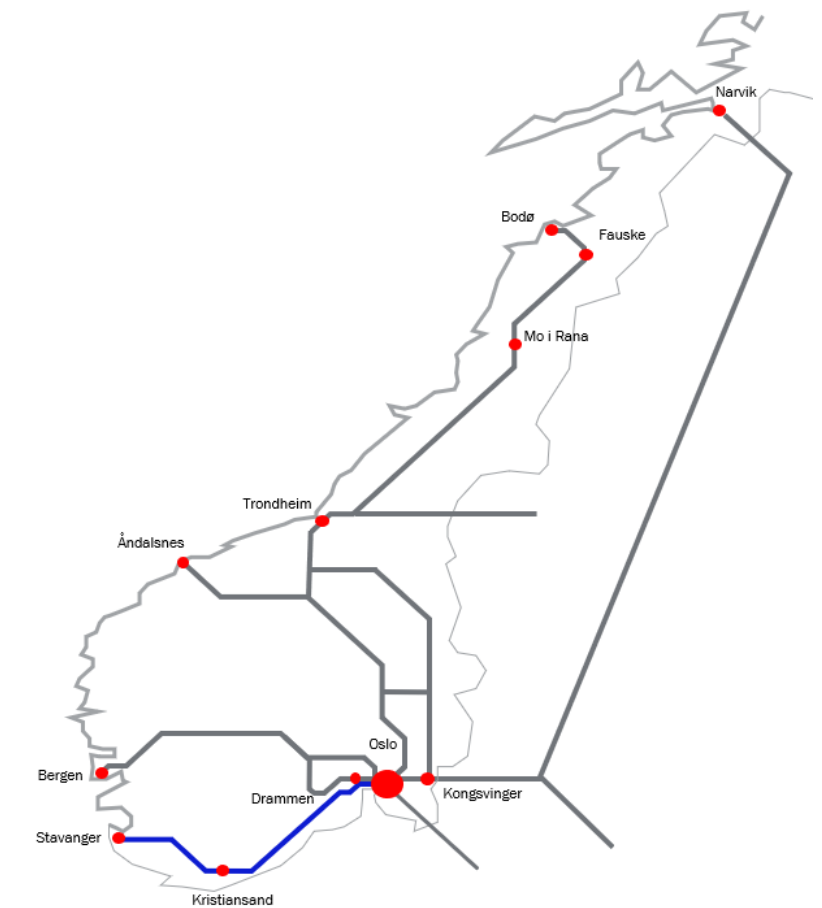 Narvik
Bodø
Fauske
Mo i Rana
Trondheim
Åndalsnes
Oslo
Bergen
Drammen
Kongsvinger
Stavanger
Kristiansand